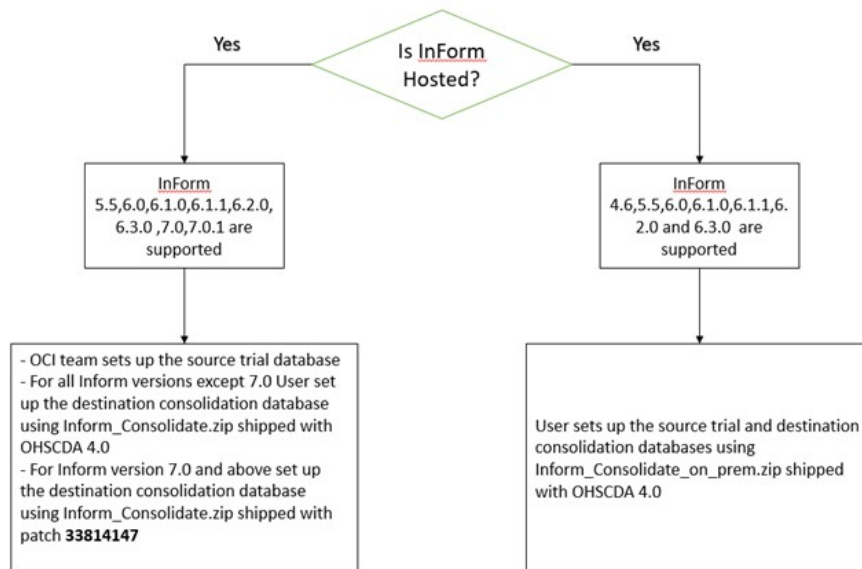 Yes
Is InForm
Hosted?
Yes
InForm
5.5,6.0,6.1.0,6.1.1,6.2.0,
6.3.0 ,7.0,7.0.1 are
supported
InForm
4.6,5.5,6.0,6.1.0,6.1.1,6.
2.0 and 6.3.0 are
supported
- OCI team sets up the source trial database
- For all Inform versions except 7.0 User set
up the destination consolidation database
using Inform_Consolidate.zip shipped with
OHSCDA 4.0
- For Inform version 7.0 and above set up
the destination consolidation database
using Inform_Consolidate.zip shipped with
patch 33814147
User sets up the source trial and destination
consolidation databases using
Inform_Consolidate_on_prem.zip shipped
with OHSCDA 4.0